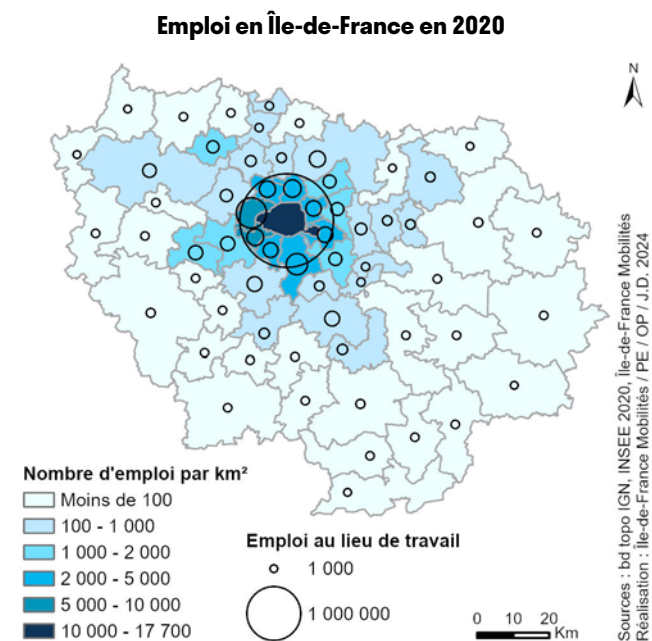 Emploi en Île-de-France en 2020
N
Nombre d'emploi par km²
Moins de 100
100 - 1 000
1 000 - 2 000
2 000 - 5 000
5 000 - 10 000
10 000 - 17 700
Emploi au lieu de travail
1 000
1 000 000
0 10 20
Km
Sources : bd topo IGN, INSEE 2020, Île-de-France Mobilités
Réalisation : Île-de-France Mobilités / PE / OP / J.D. 2024